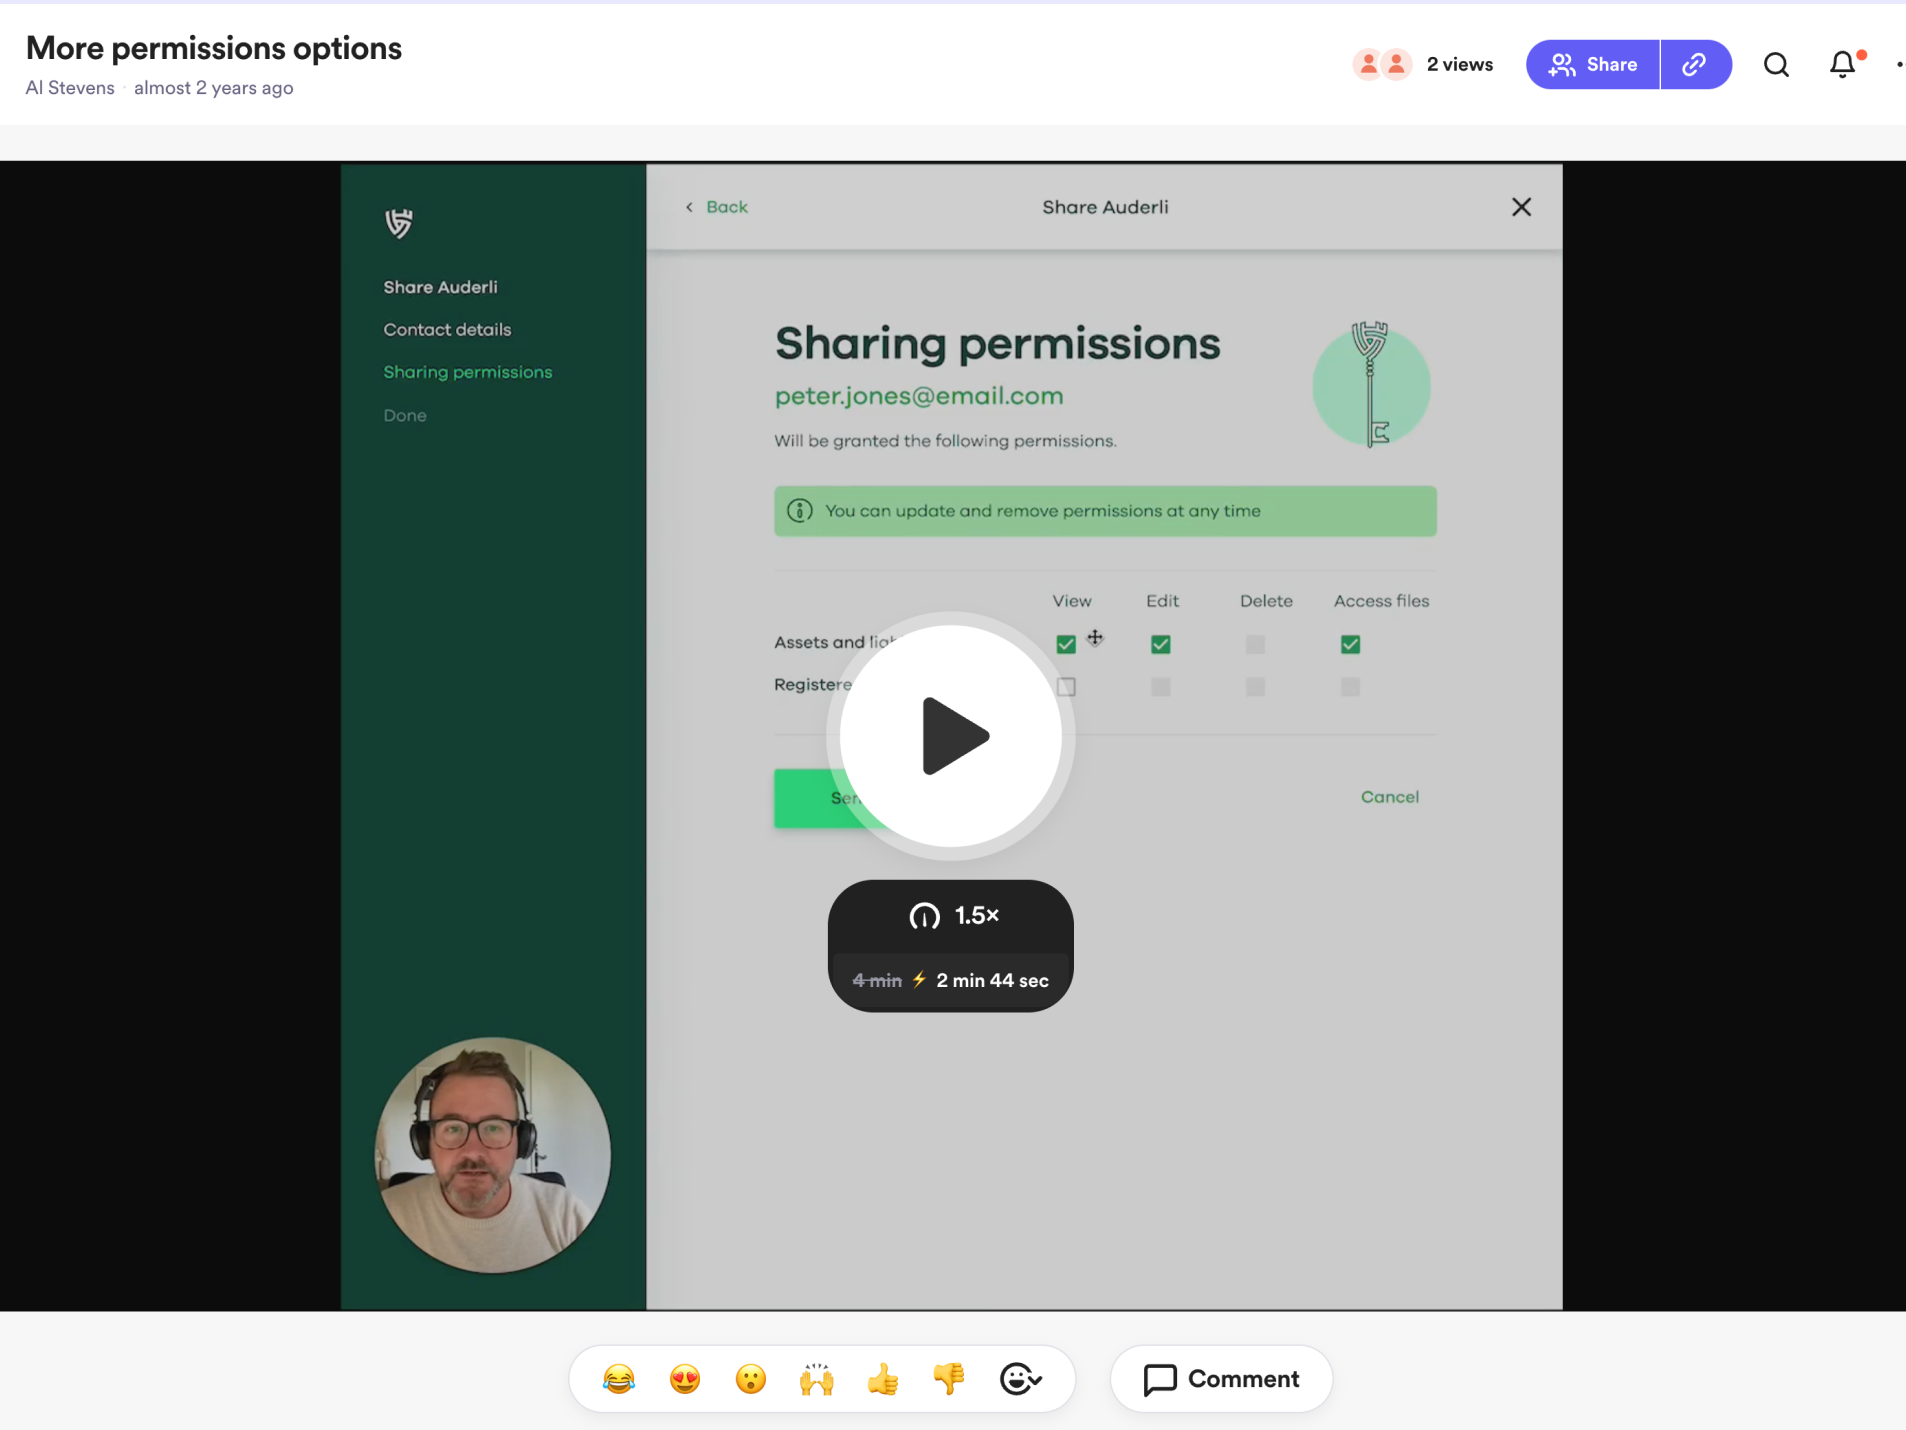 More permissions options
Al Stevens · almost 2 years ago
2 views
Share
Back
Share Auderli
Share Auderli
Contact details
Sharing permissions
Done
Sharing permissions
peter.jones@email.com
Will be granted the following permissions.
You can update and remove permissions at any time
View Edit Delete Access files
Assets and
Cancel
1.5×
4 min ⚡ 2 min 44 sec
Comment